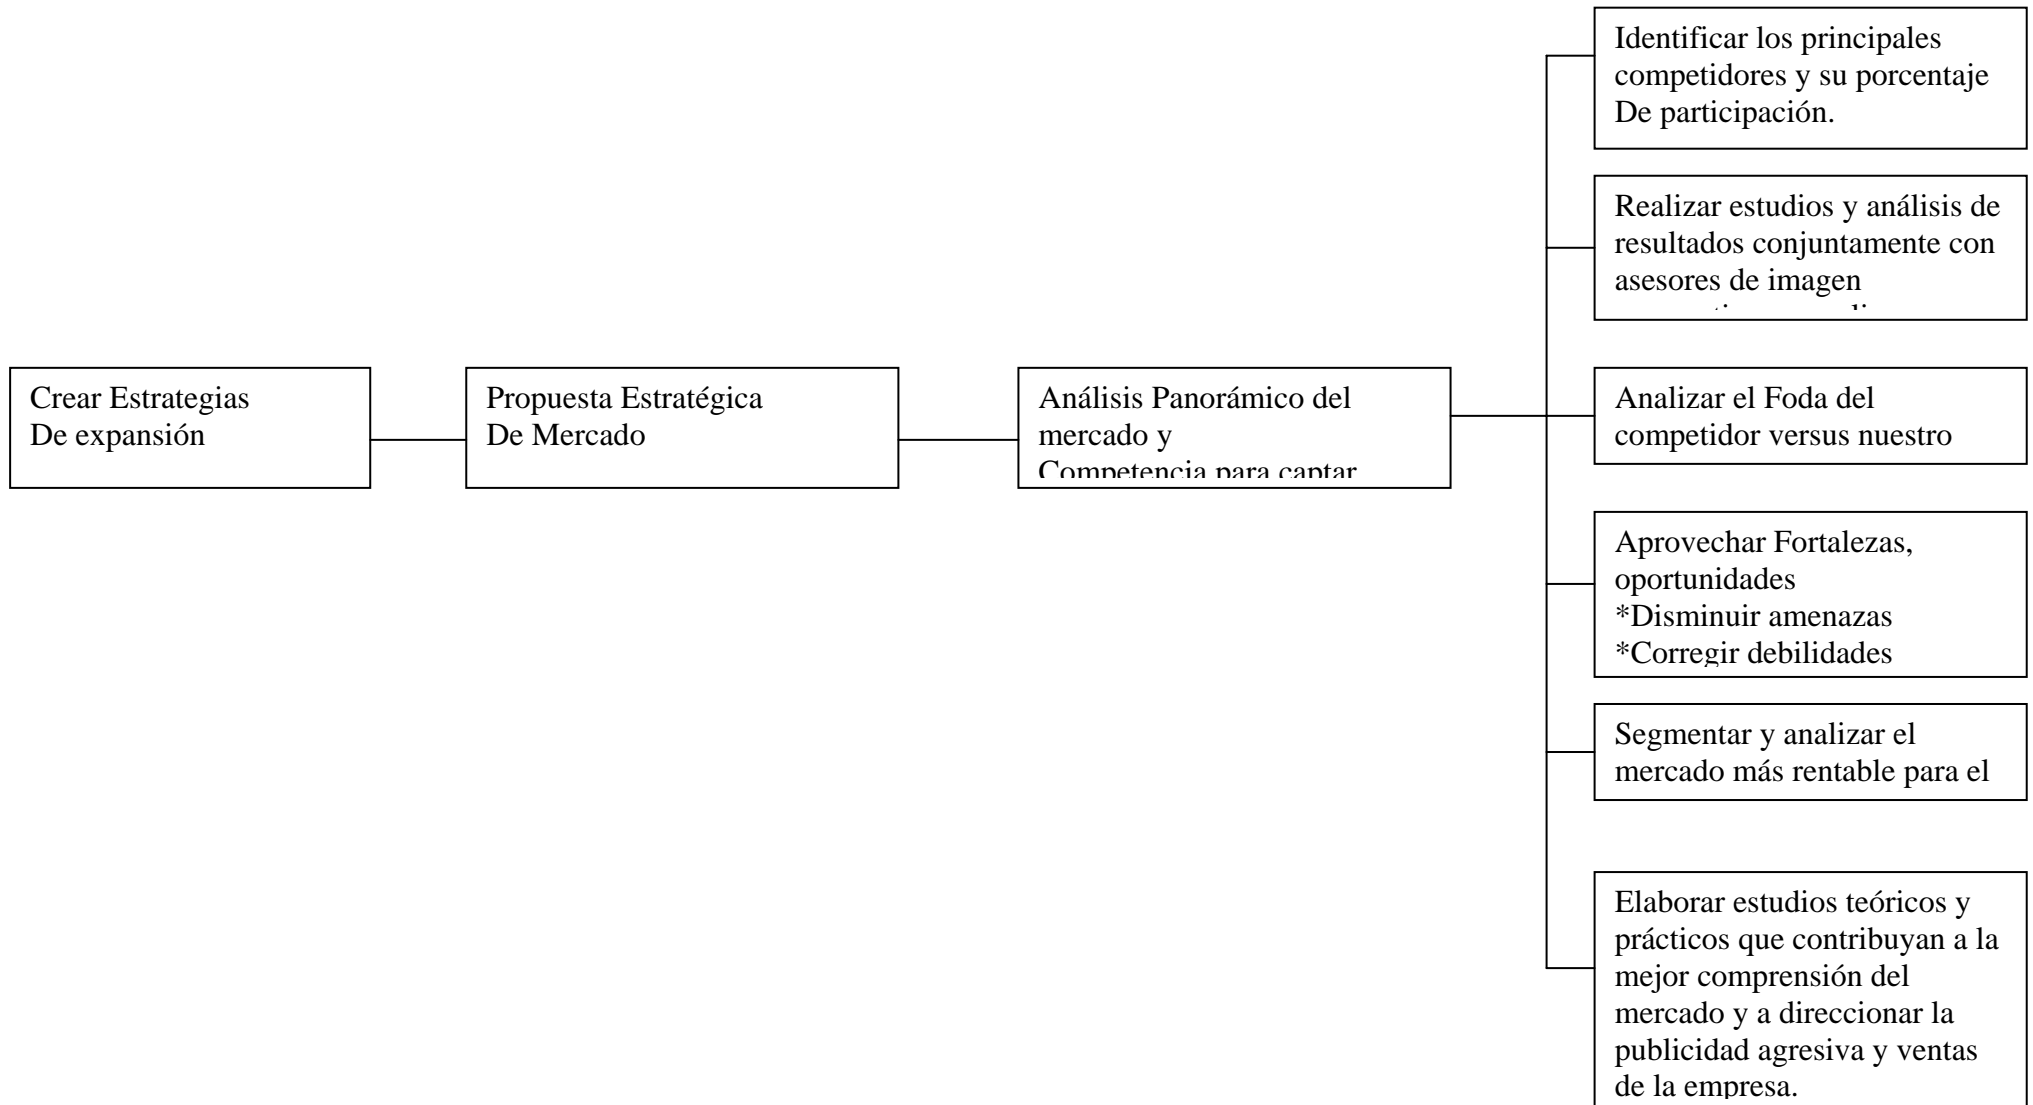 Crear Estrategias
De expansión
Propuesta Estratégica
De Mercado
Análisis Panorámico del
mercado y
Competencia para captar
Identificar los principales
competidores y su porcentaje
De participación.
Realizar estudios y análisis de
resultados conjuntamente con
asesores de imagen
Analizar el Foda del
competidor versus nuestro
Aprovechar Fortalezas,
oportunidades
*Disminuir amenazas
*Corregir debilidades
Segmentar y analizar el
mercado más rentable para el
Elaborar estudios teóricos y
prácticos que contribuyan a la
mejor comprensión del
mercado y a direccionar la
publicidad agresiva y ventas
de la empresa.